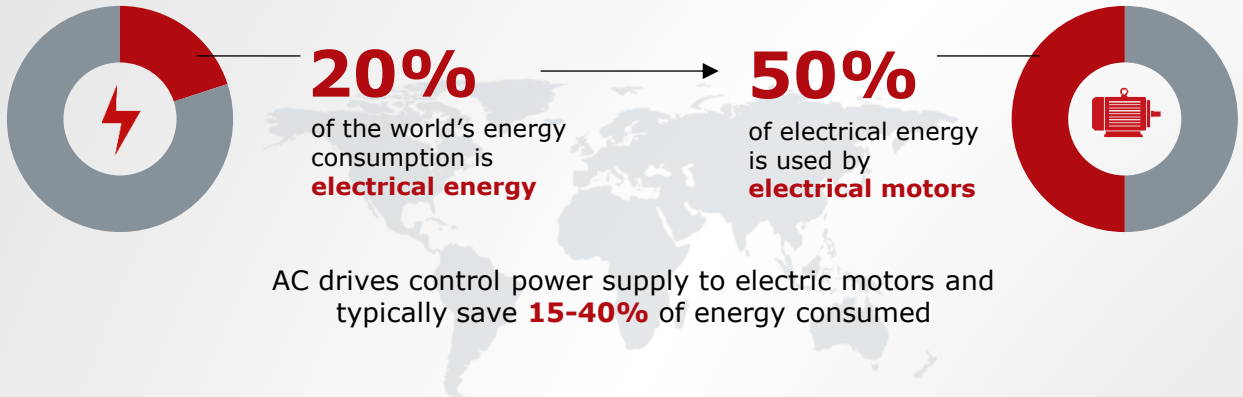 20%
of the world’s energy
consumption is
electrical energy
50%
of electrical energy
is used by
electrical motors
AC drives control power supply to electric motors and
typically save 15-40% of energy consumed